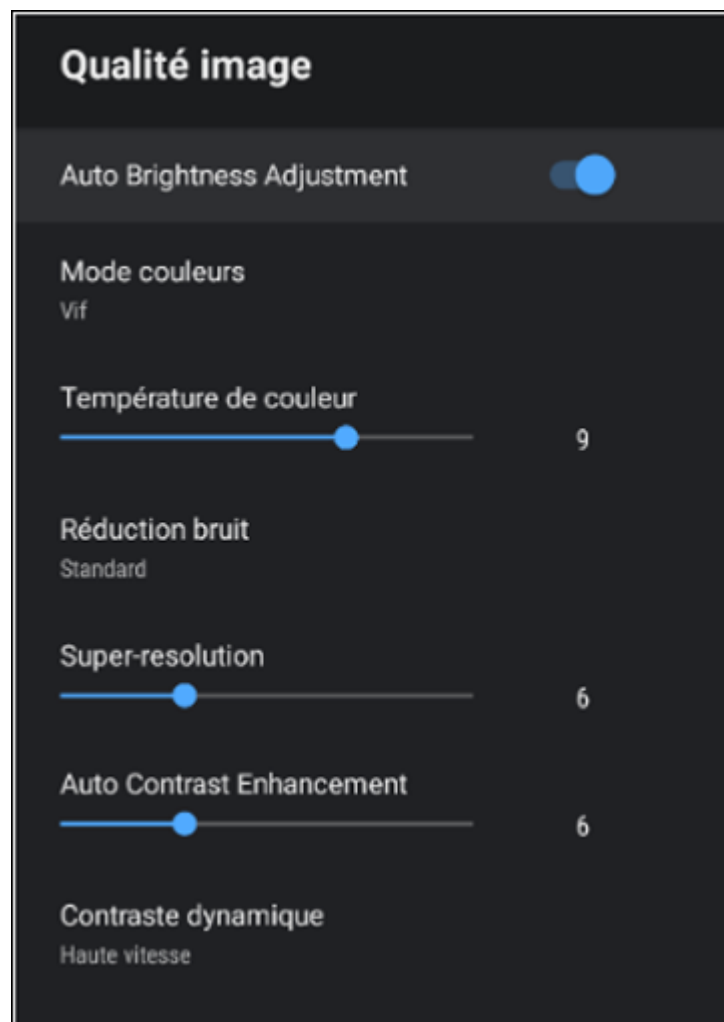 Qualité image
Auto Brightness Adjustment
Mode couleurs
Vif
Température de couleur
9
Réduction bruit
Standard
Super-resolution
6
Auto Contrast Enhancement
6
Contraste dynamique
Haute vitesse